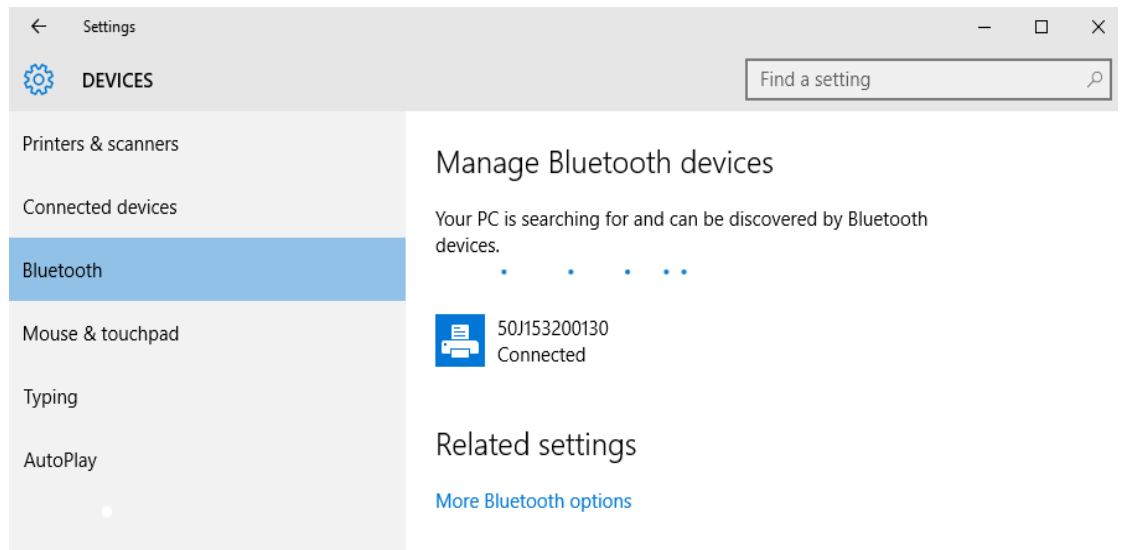 Settings
DEVICES
Find a setting
Printers & scanners
Connected devices
Bluetooth
Mouse & touchpad
Typing
AutoPlay
Manage Bluetooth devices
Your PC is searching for and can be discovered by Bluetooth
devices.
50J153200130
Connected
Related settings
More Bluetooth options